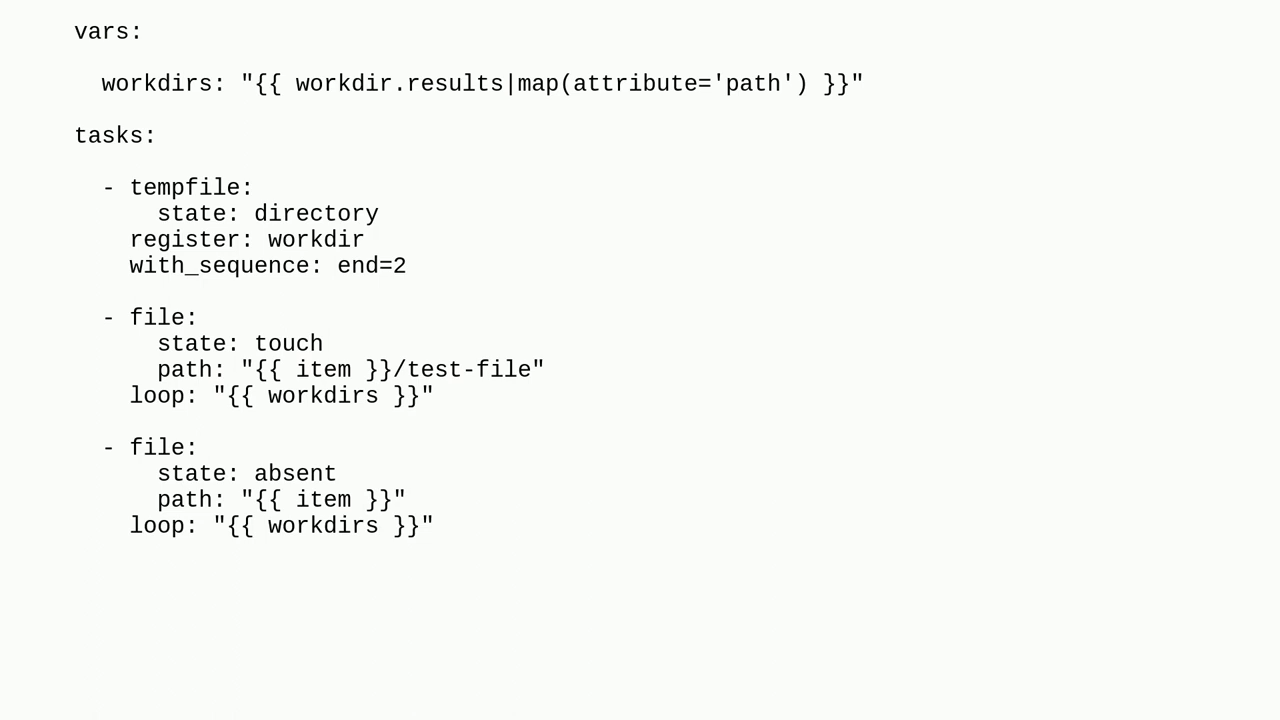 vars:
workdirs: "{{ workdir.results|map(attribute='path') }}"
tasks:
- tempfile:
state: directory
register: workdir
with_sequence: end=2
- file:
state: touch
path: "{{ item }}/test-file"
loop: "{{ workdirs }}"
- file:
state: absent
path: "{{ item }}"
loop: "{{ workdirs }}"